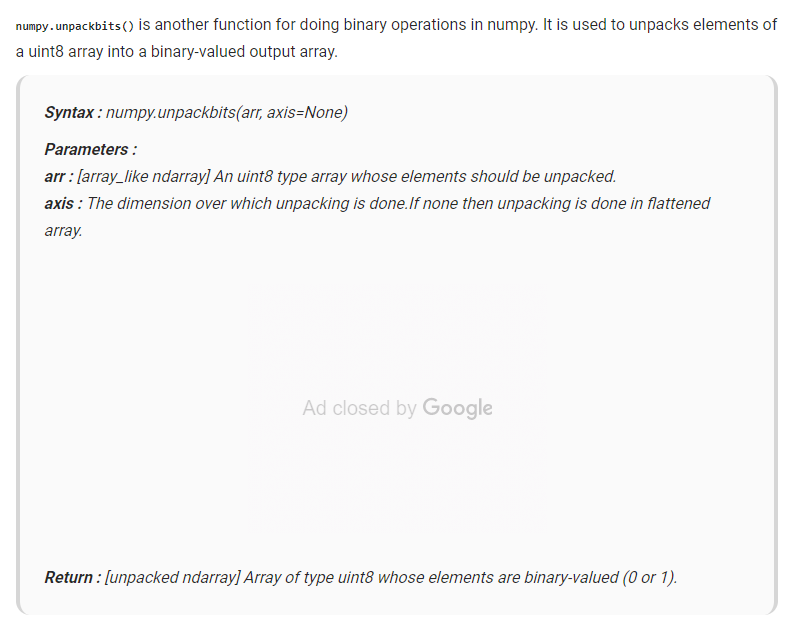 numpy.unpackbits() is another function for doing binary operations in numpy. It is used to unpacks elements of
a uint8 array into a binary-valued output array.
Syntax : numpy.unpackbits(arr, axis=None)
Parameters :
arr : [array_like ndarray] An uint8 type array whose elements should be unpacked.
axis : The dimension over which unpacking is done.If none then unpacking is done in flattened
array.
Ad closed by Google
Return : [unpacked ndarray] Array of type uint8 whose elements are binary-valued (0 or 1).